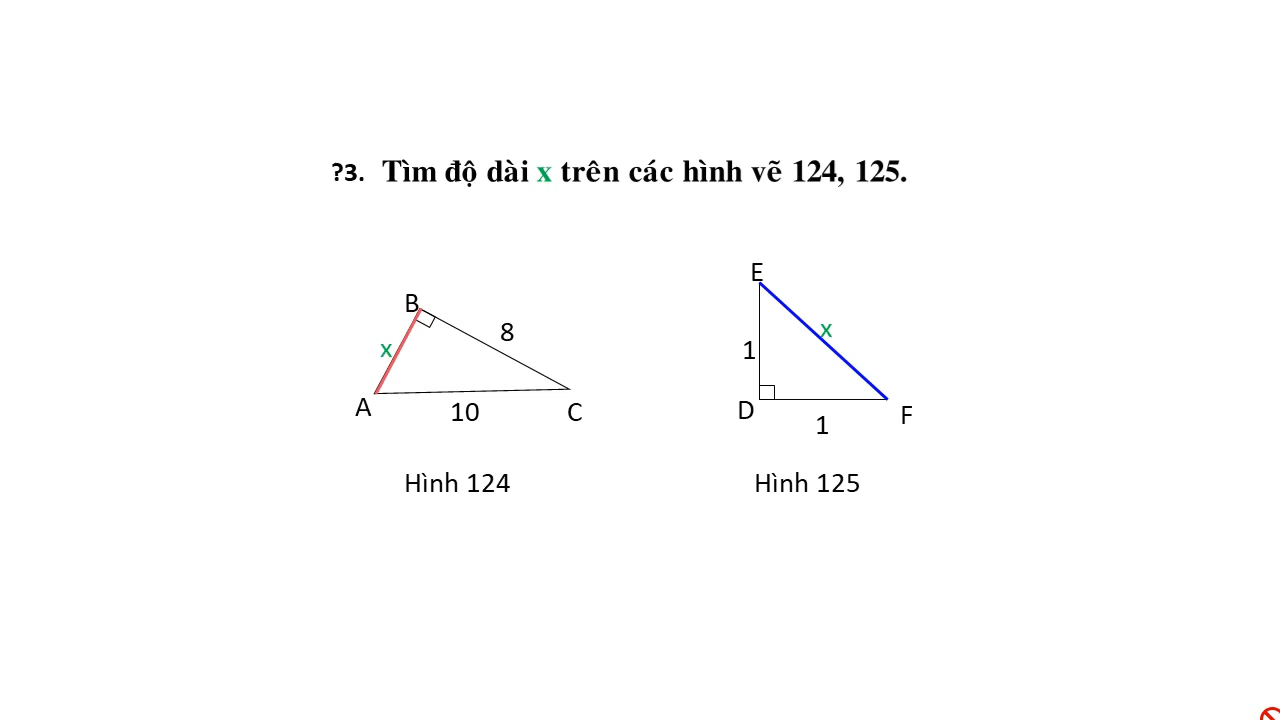 ?3. Tìm độ dài x trên các hình vẽ 124, 125.
B
8
x
A
10
C
E
x
1
D
1
F
Hình 124
Hình 125